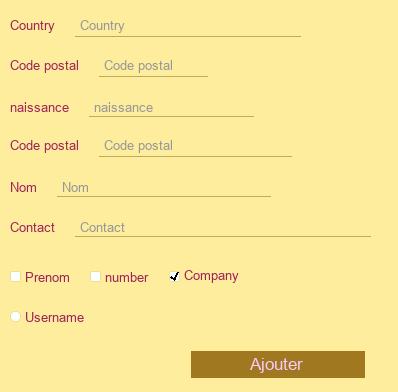 Country Country
Code postal Code postal
naissance naissance
Code postal Code postal
Nom Nom
Contact Contact
Prenom number Company
Username
Ajouter